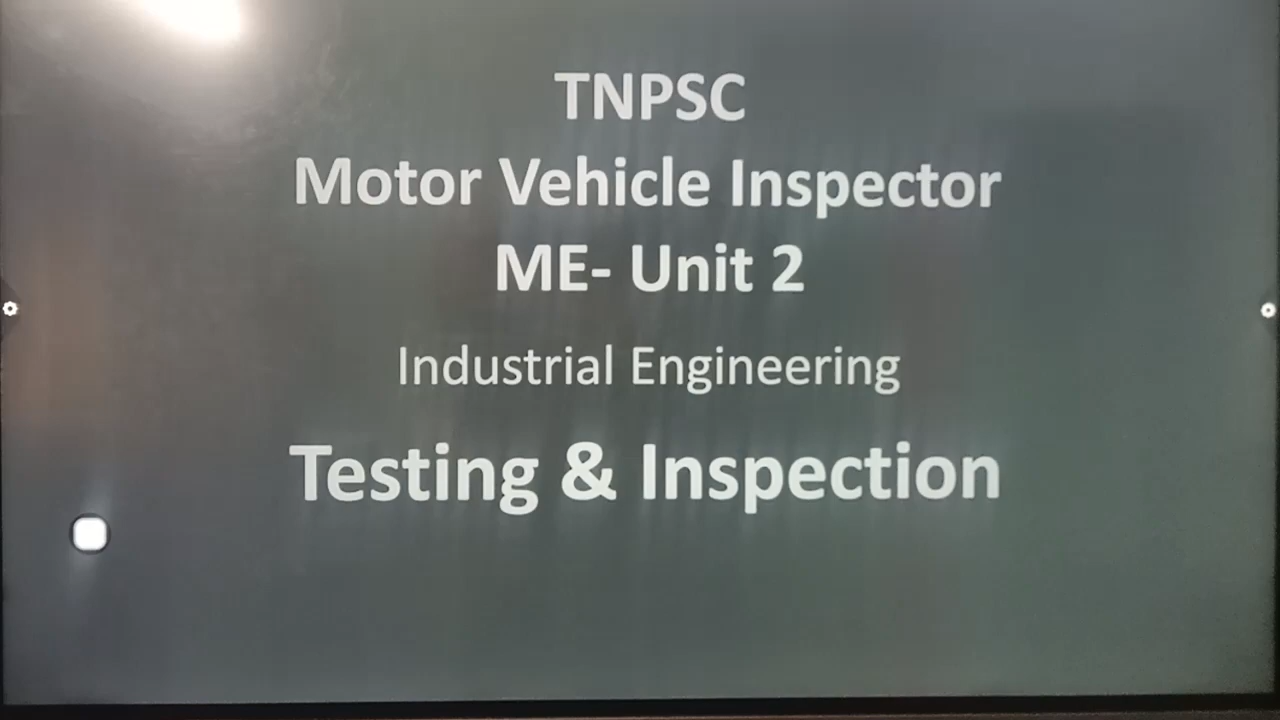 TNPSC
Motor Vehicle Inspector
ME- Unit 2
Industrial Engineering
Testing & Inspection